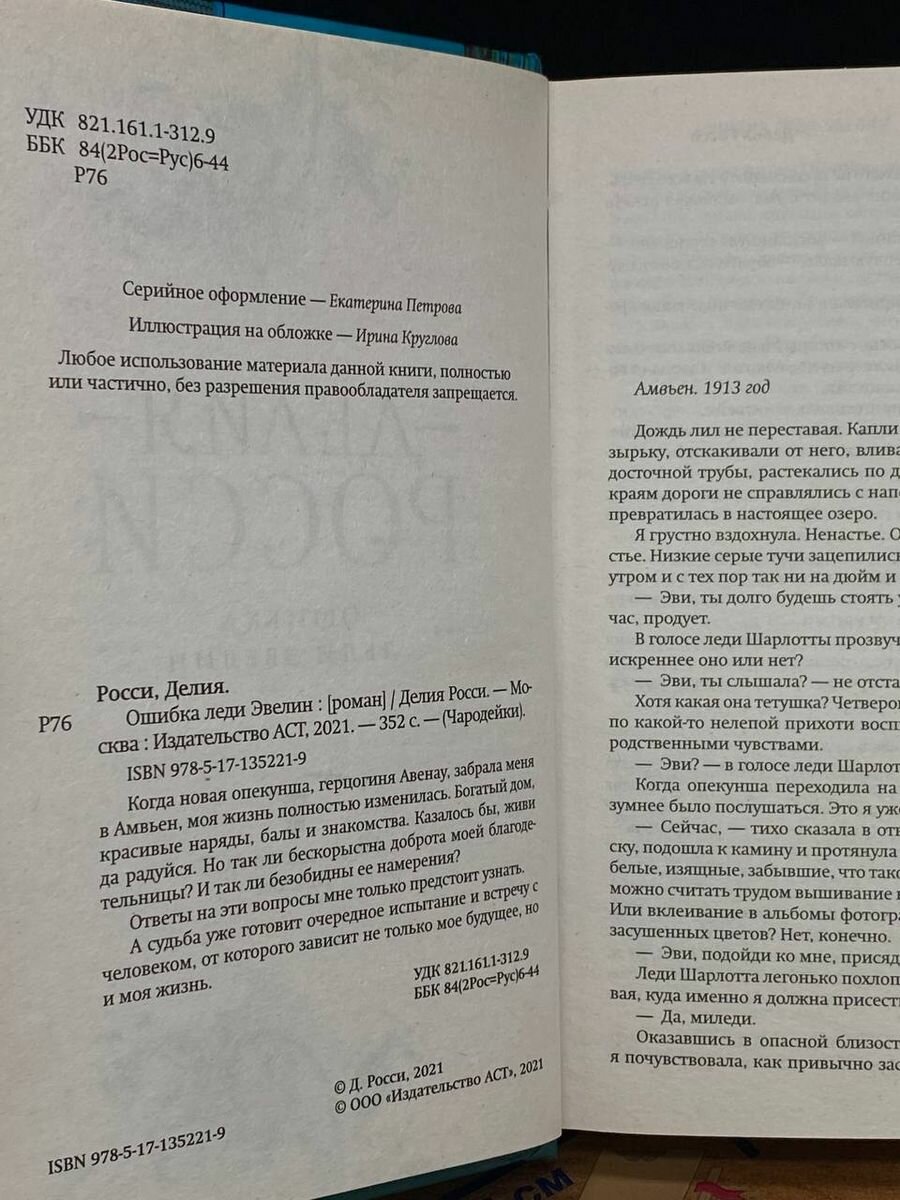 УДК 821.161.1-312.9
ББК 84(2Рос=Рус)6-44
Р76
Серийное оформление — Екатерина Петрова
Иллюстрация на обложке — Ирина Круглова
Любое использование материала данной книги, полностью
или частично, без разрешения правообладателя запрещается.
Росси, Делия.
Р76
Ошибка леди Эвелин : [роман] / Делия Росси. — Мо-
сква : Издательство АСТ, 2021. — 352 с. — (Чародейки).
ISBN 978-5-17-135221-9
Когда новая опекунша, герцогиня Авенау, забрала меня
в Амвьен, моя жизнь полностью изменилась. Богатый дом,
красивые наряды, балы и знакомства. Казалось бы, живи
да радуйся. Но так ли бескорыстна доброта моей благоде-
тельницы? И так ли безобидны ее намерения?
Ответы на эти вопросы мне только предстоит узнать.
А судьба уже готовит очередное испытание и встречу с
человеком, от которого зависит не только мое будущее, но
и моя жизнь.
УДК 821.161.1-312.9
ББК 84(2Рос=Рус)6-44
© Д. Росси, 2021
© ООО «Издательство АСТ», 2021
ISBN 978-5-17-135221-9
Амвьен. 1913 год
Дождь лил не переставая. Капли
зырьку, отскакивали от него, влива
досточной трубы, растекались по д
краям дороги не справлялись с нап
превратилась в настоящее озеро.
Я грустно вздохнула. Ненастье. О
стье. Низкие серые тучи зацепились
утром и с тех пор так ни на дюйм и
— Эви, ты долго будешь стоять у
час, продует.
В голосе леди Шарлотты прозвуч
искреннее оно или нет?
— Эви, ты слышала? — не отста
Хотя какая она тетушка? Четверо
по какой-то нелепой прихоти восп
родственными чувствами.
— Эви? — в голосе леди Шарлот
Когда опекунша переходила на
зумнее было послушаться. Это я уже
— Сейчас, — тихо сказала в отв
ску, подошла к камину и протянула
белые, изящные, забывшие, что тако
можно считать трудом вышивание и
Или вклеивание в альбомы фотогра
засушенных цветов? Нет, конечно.
— Эви, подойди ко мне, присяд
Леди Шарлотта легонько похлоп
вая, куда именно я должна присест
— Да, миледи.
Оказавшись в опасной близост
я почувствовала, как привычно зас
СМ